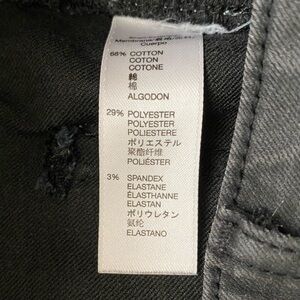 Cuerpo
68% COTTON
COTON
COTONE
綿
棉
ALGODON
29% POLYESTER
POLYESTER
POLIESTERE
ポリエステル
聚酯纤维
POLIÉSTER
3% SPANDEX
ELASTANE
ÉLASTHANNE
ELASTAN
ポリウレタン
氨纶
ELASTANO